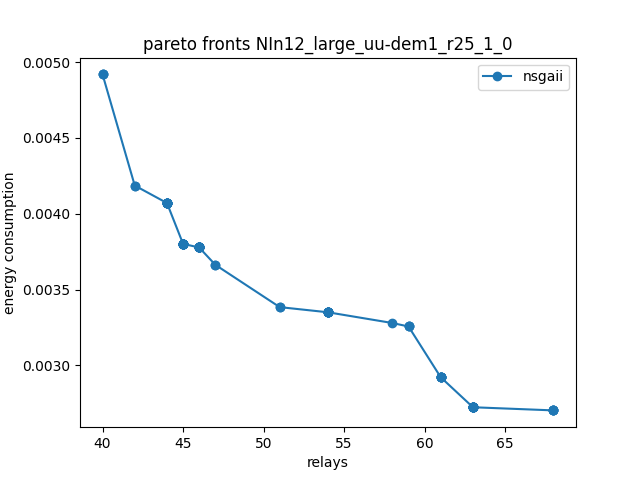 pareto fronts NIn12_large_uu-dem1_r25_1_0
nsgaii
energy consumption
0.0050
0.0045
0.0040
0.0035
0.0030
40 45 50 55 60 65
relays